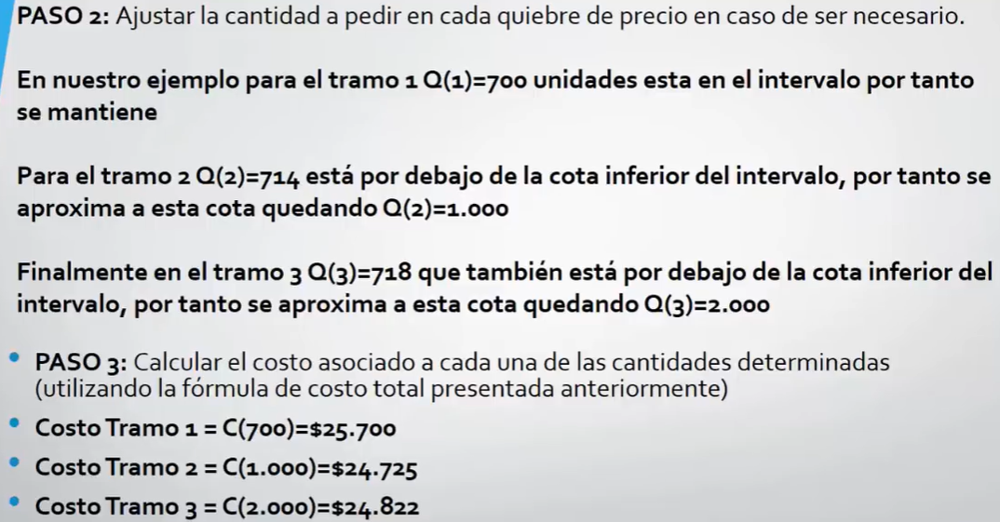 PASO 2: Ajustar la cantidad a pedir en cada quiebre de precio en caso de ser necesario.
En nuestro ejemplo para el tramo 1 Q(1)=700 unidades esta en el intervalo por tanto
se mantiene
Para el tramo 2 Q(2)=714 está por debajo de la cota inferior del intervalo, por tanto se
aproxima a esta cota quedando Q(2)=1.000
Finalmente en el tramo 3 Q(3)=718 que también está por debajo de la cota inferior del
intervalo, por tanto se aproxima a esta cota quedando Q(3)=2.000
• PASO 3: Calcular el costo asociado a cada una de las cantidades determinadas
(utilizando la fórmula de costo total presentada anteriormente)
• Costo Tramo 1 = C(700)=$25.700
• Costo Tramo 2 = C(1.000)=$24.725
• Costo Tramo 3 = C(2.000)=$24.822